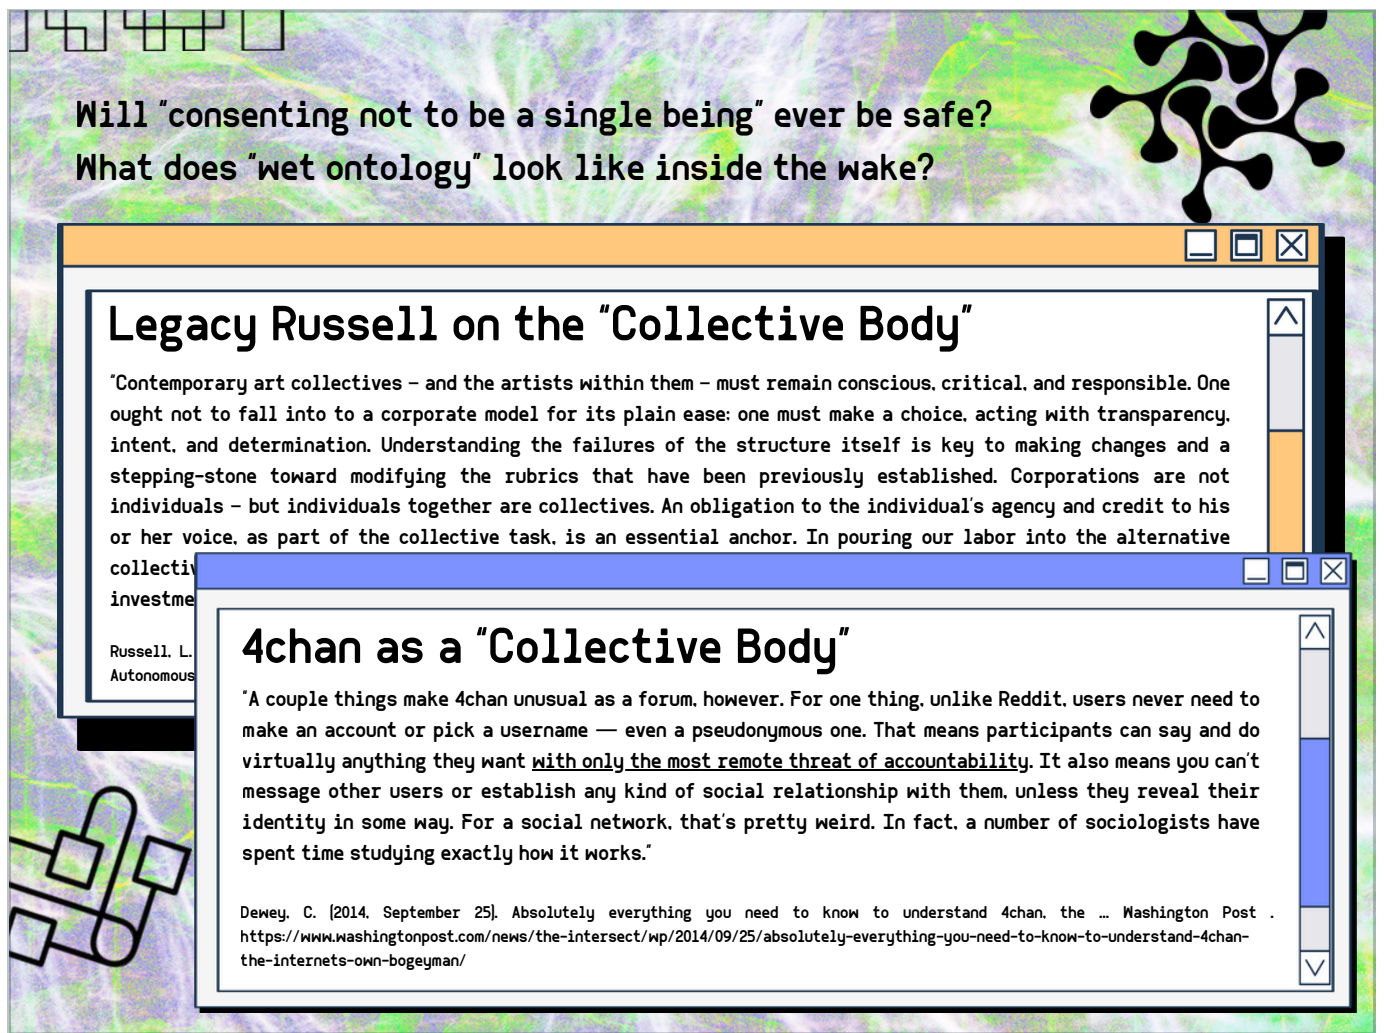 Will "consenting not to be a single being" ever be safe?
What does "wet ontology" look like inside the wake?
Legacy Russell on the "Collective Body"
"Contemporary art collectives – and the artists within them – must remain conscious, critical, and responsible. One
ought not to fall into to a corporate model for its plain ease: one must make a choice, acting with transparency,
intent, and determination. Understanding the failures of the structure itself is key to making changes and a
stepping-stone toward modifying the rubrics that have been previously established. Corporations are not
individuals – but individuals together are collectives. An obligation to the individual's agency and credit to his
or her voice, as part of the collective task, is an essential anchor. In pouring our labor into the alternative
Russell, L.
Autonomous
4chan as a "Collective Body"
"A couple things make 4chan unusual as a forum, however. For one thing, unlike Reddit, users never need to
make an account or pick a username — even a pseudonymous one. That means participants can say and do
virtually anything they want with only the most remote threat of accountability. It also means you can't
message other users or establish any kind of social relationship with them, unless they reveal their
identity in some way. For a social network, that's pretty weird. In fact, a number of sociologists have
spent time studying exactly how it works."
Dewey, C. (2014, September 25). Absolutely everything you need to know to understand 4chan, the ... Washington Post .
https://www.washingtonpost.com/news/the-intersect/wp/2014/09/25/absolutely-everything-you-need-to-know-to-understand-4chan-
the-internets-own-bogeyman/